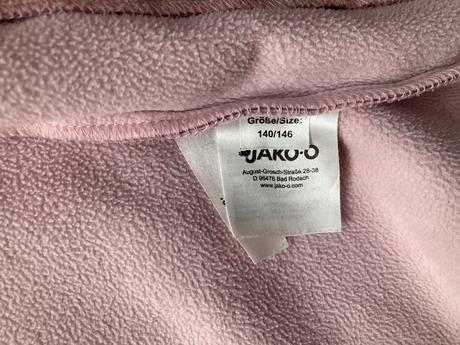 Größe/Size:
140/146
JAKO-O
August-Grosch-Straße 28-38
D 96476 Bad Rodach
www.jako-o.com